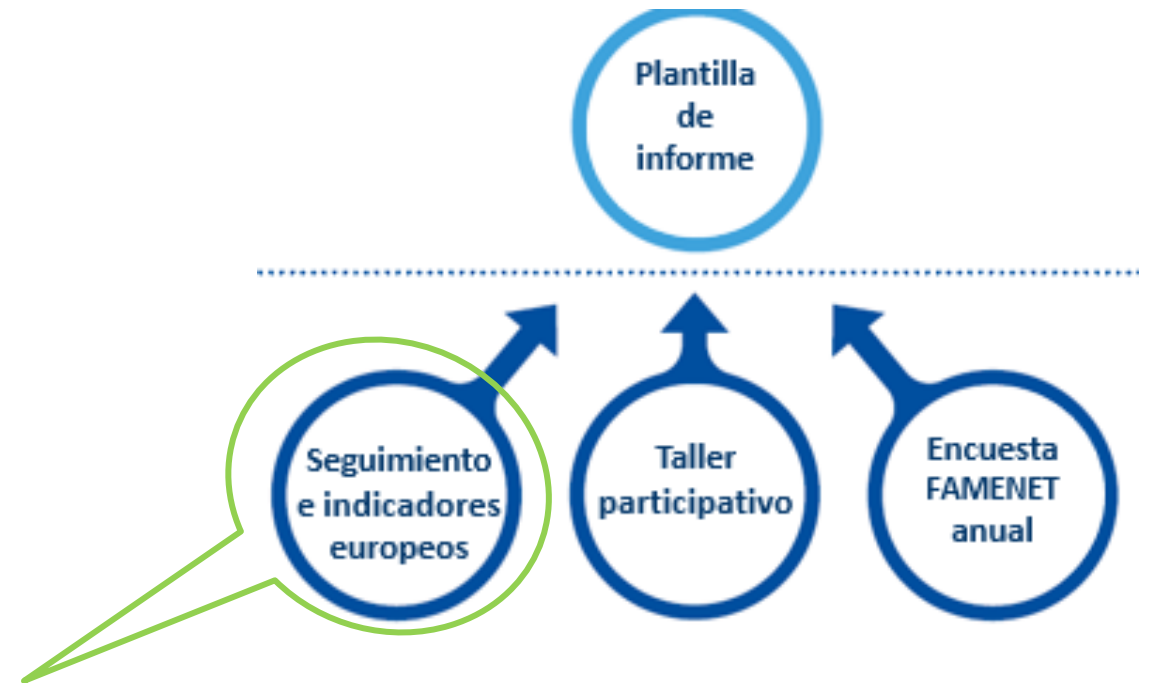 Plantilla
de
informe
Seguimiento
e indicadores
europeos
Taller
participativo
Encuesta
FAMENET
anual